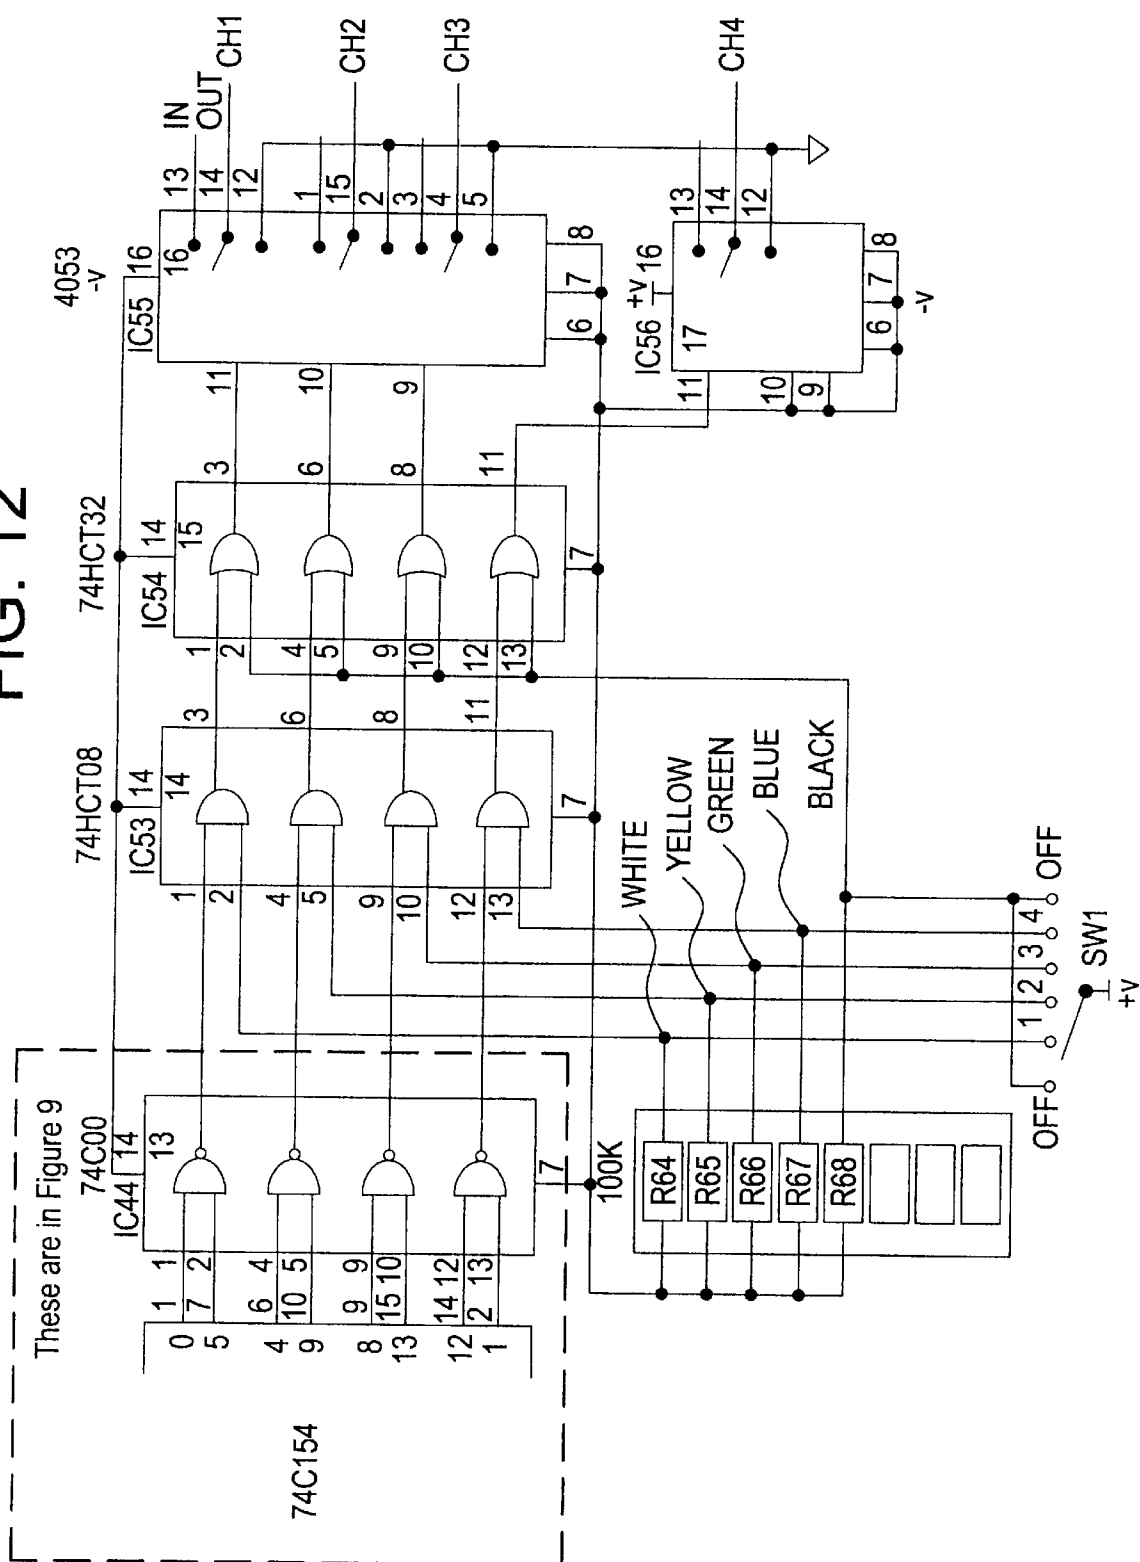 FIG. 12
These are in Figure 9
74C154
0
5
4
9
8
13
12
1
1
7
6
10
9
15
14
2
1
2
4
5
9
10
12
13
74C00
IC44
14
13
7
100K
74HCT08
IC53
14
14
1
2
4
5
9
10
12
13
3
6
8
11
7
74HCT32
IC54
14
15
1
2
4
5
9
10
12
13
3
6
8
11
7
4053
-v
IC55
16
16
11
10
9
13
14
12
1
15
2
3
4
5
6
7
8
IN
OUT
CH1
CH2
CH3
IC56
+v
16
17
11
10
9
13
14
12
6
7
8
-v
CH4
WHITE
YELLOW
GREEN
BLUE
BLACK
R64
R65
R66
R67
R68
OFF
1
2
3
4
OFF
SW1
+v